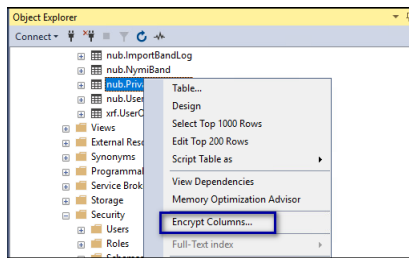 Object Explorer
Connect
nub.ImportBandLog
nub.NymiBand
nub.Priv
nub.User
xrf.UserC
Views
External Reso
Synonyms
Programmal
Service Brok
Storage
Security
Users
Roles
Table...
Design
Select Top 1000 Rows
Edit Top 200 Rows
Script Table as
View Dependencies
Memory Optimization Advisor
Encrypt Columns...
Full-Text index